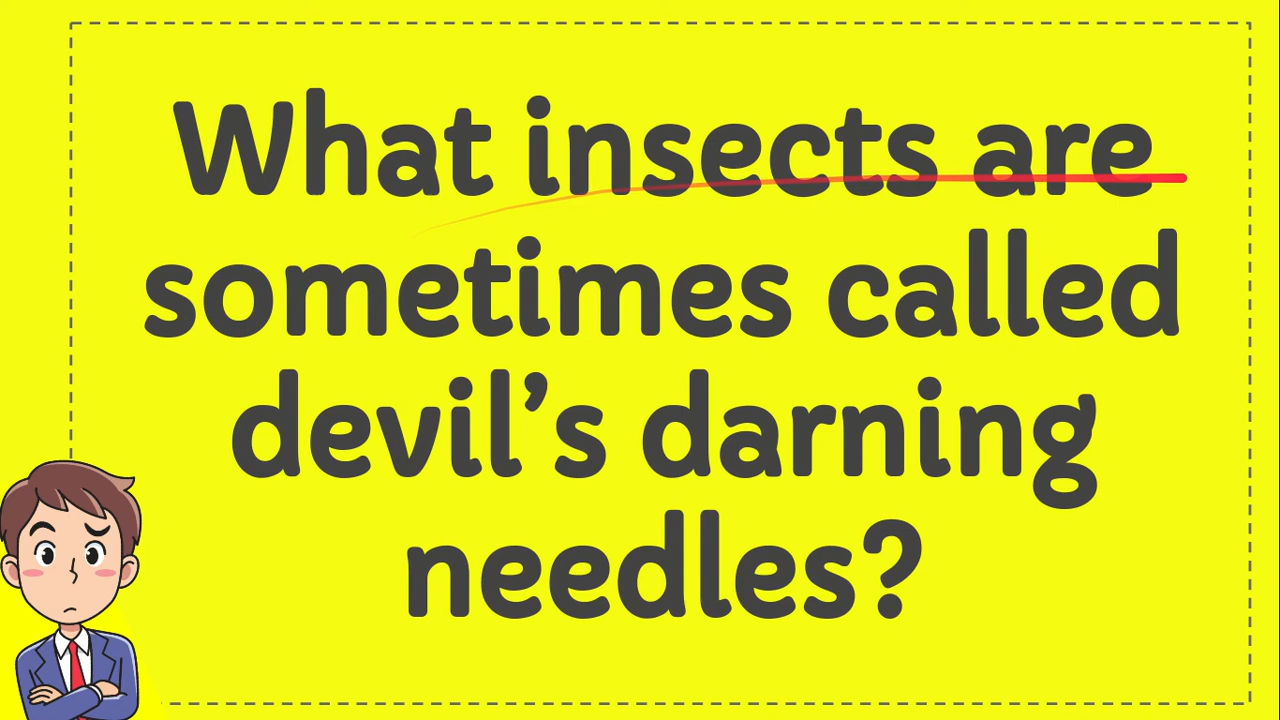 What insects are
sometimes called
devil’s darning
needles?